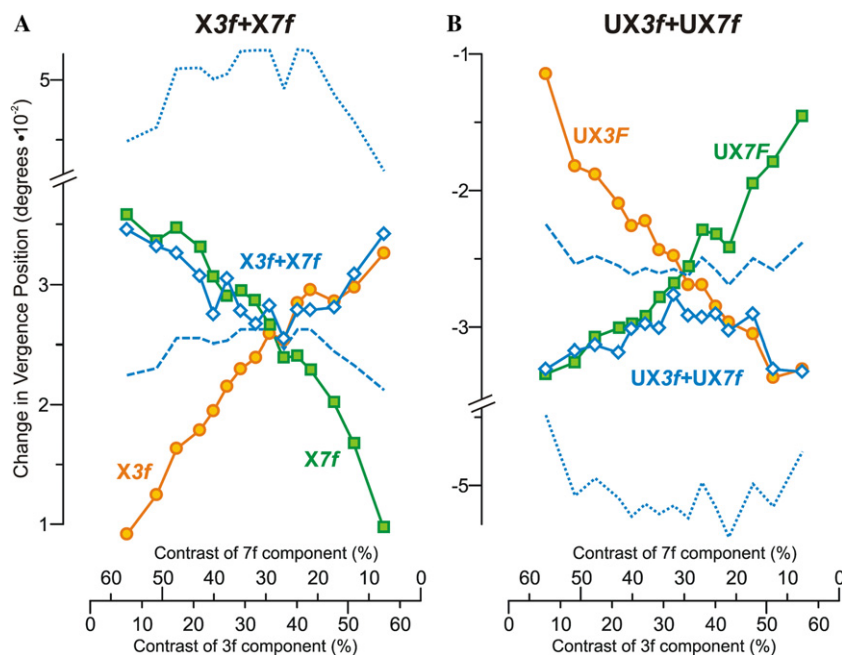 A
X3f+X7f
B
UX3f+UX7f
Change in Vergence Position (degrees •10-2)
5
3
2
1
X3f+X7f
X3f
X7f
-1
-2
-3
-5
UX3F
UX7F
UX3f+UX7f
Contrast of 7f component (%)
60 50 40 30 20 10 0
0 10 20 30 40 50 60
Contrast of 3f component (%)
Contrast of 7f component (%)
60 50 40 30 20 10 0
0 10 20 30 40 50 60
Contrast of 3f component (%)